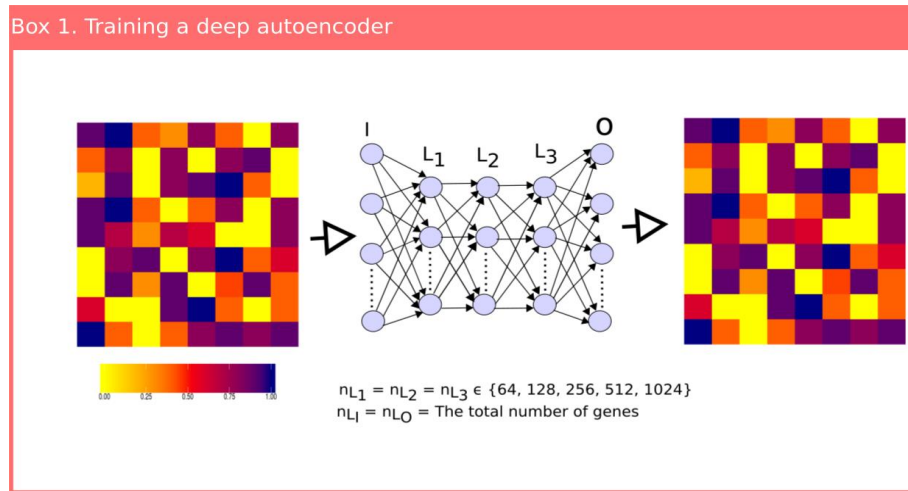 Box 1. Training a deep autoencoder
I
O
L1
L2
L3
0.00 0.25 0.50 0.75 1.00
nL1 = nL2 = nL3 ϵ {64, 128, 256, 512, 1024}
nLI = nLO = The total number of genes